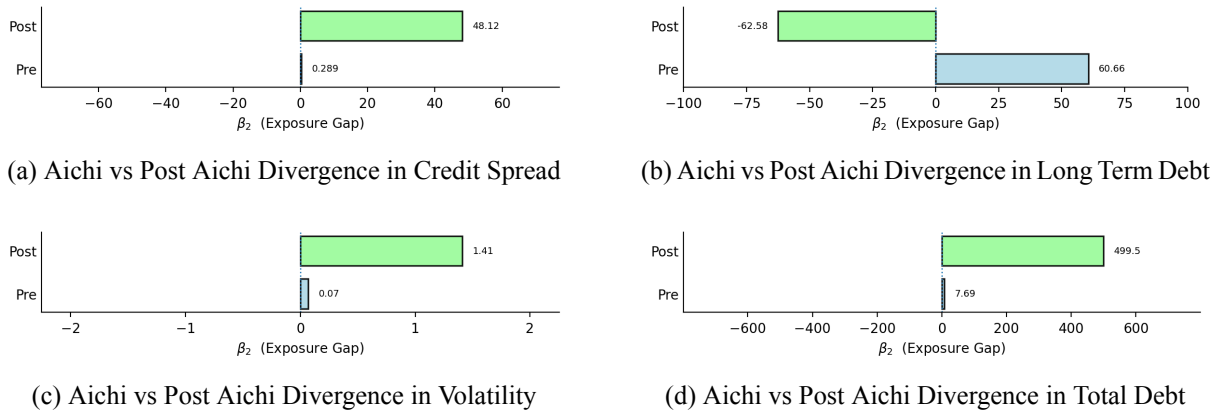 Post
48.12
Pre
0.289
−60 −40 −20 0 20 40 60
β₂ (Exposure Gap)
(a) Aichi vs Post Aichi Divergence in Credit Spread
-62.58
60.66
−100 −75 −50 −25 0 25 50 75 100
Post
Pre
β₂ (Exposure Gap)
(b) Aichi vs Post Aichi Divergence in Long Term Debt
Post
1.41
Pre
0.07
−2 −1 0 1 2
β₂ (Exposure Gap)
(c) Aichi vs Post Aichi Divergence in Volatility
Post
499.5
Pre
7.69
−600 −400 −200 0 200 400 600
β₂ (Exposure Gap)
(d) Aichi vs Post Aichi Divergence in Total Debt